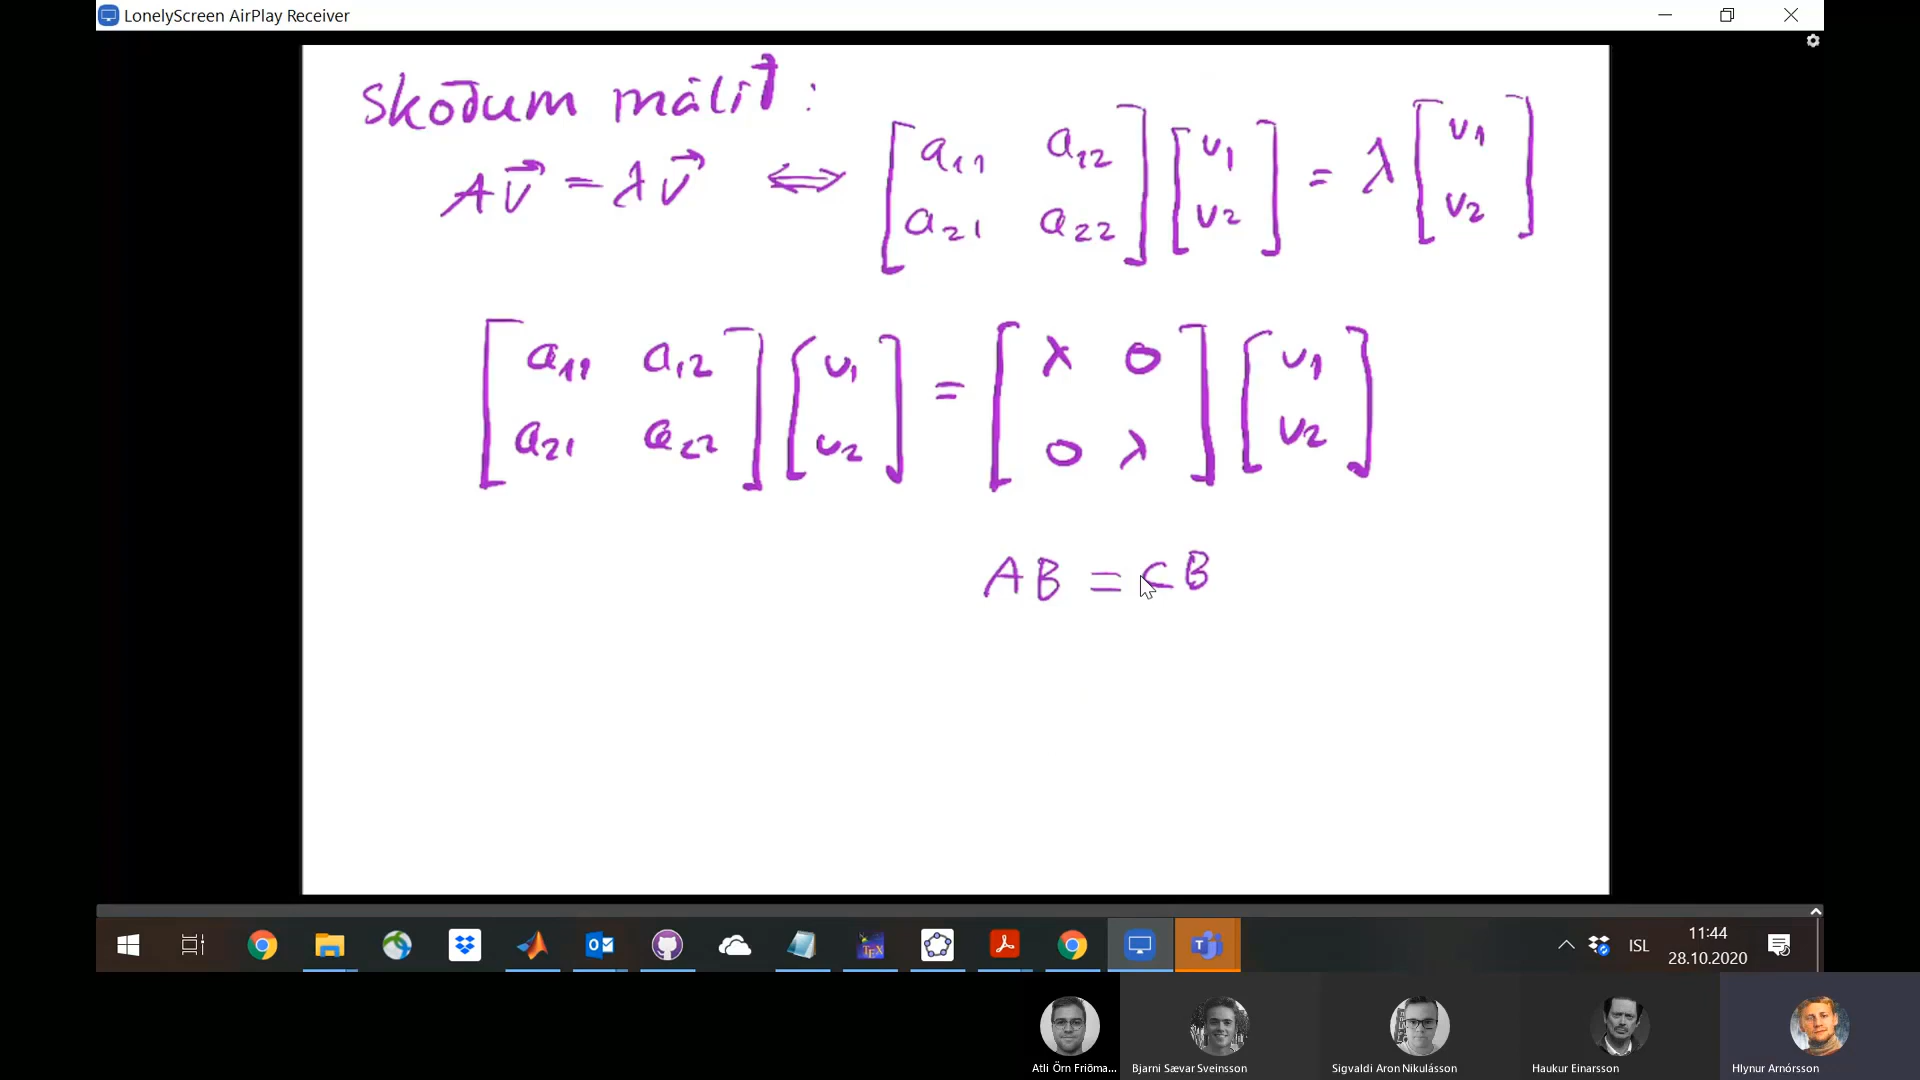 LonelyScreen AirPlay Receiver
Skoðum málið:
A v⃗ = λ v⃗ ⇔ [a₁₁ a₁₂; a₂₁ a₂₂] [v₁; v₂] = λ [v₁; v₂]
[a₁₁ a₁₂; a₂₁ a₂₂] [v₁; v₂] = [λ 0; 0 λ] [v₁; v₂]
AB = CB
ISL
11:44
28.10.2020
Atli Örn Friðma...
Bjarni Sævar Sveinsson
Sigvaldi Aron Nikulásson
Haukur Einarsson
Hlynur Arnórsson